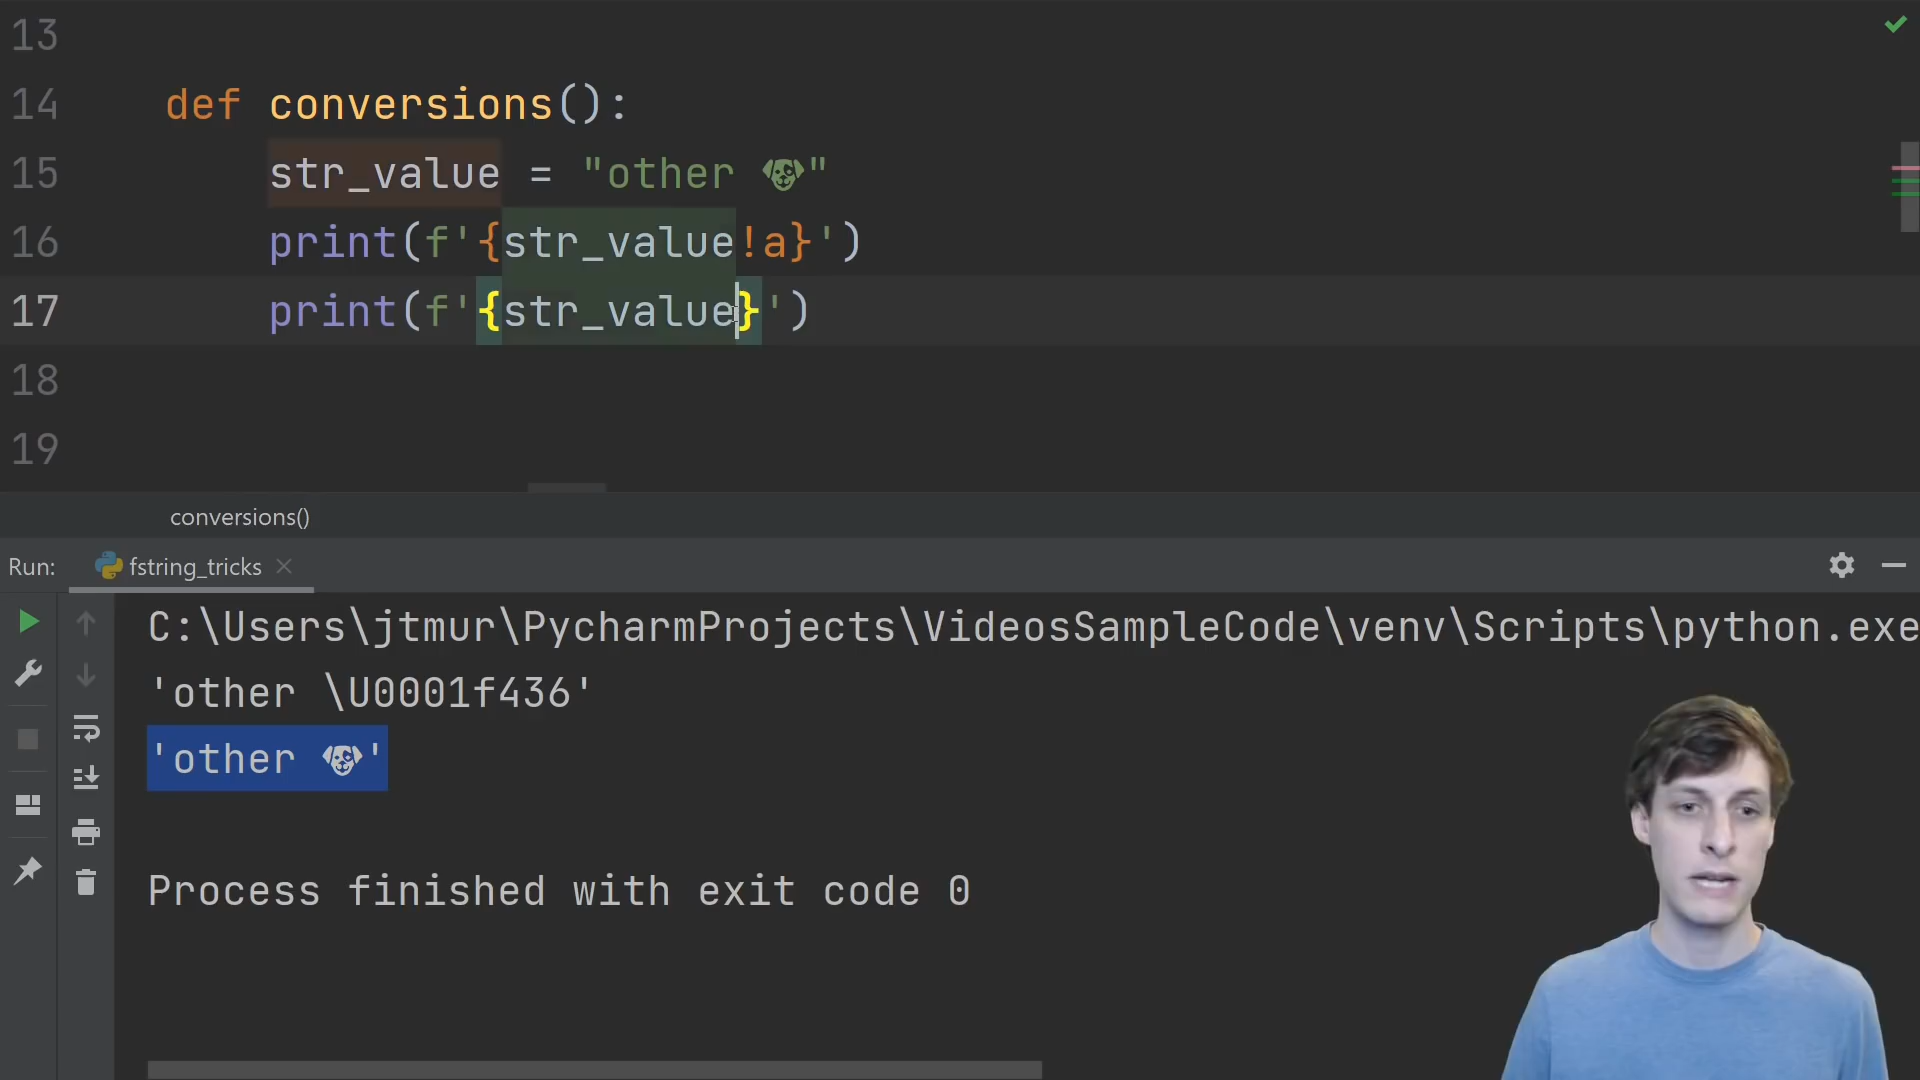 13
14 def conversions():
15 str_value = "other 🐶"
16 print(f'{str_value!a}')
17 print(f'{str_value}')
18
19
conversions()
Run: fstring_tricks
C:\Users\jtmur\PycharmProjects\VideosSampleCode\venv\Scripts\python.exe
'other \U0001f436'
'other 🐶'
Process finished with exit code 0